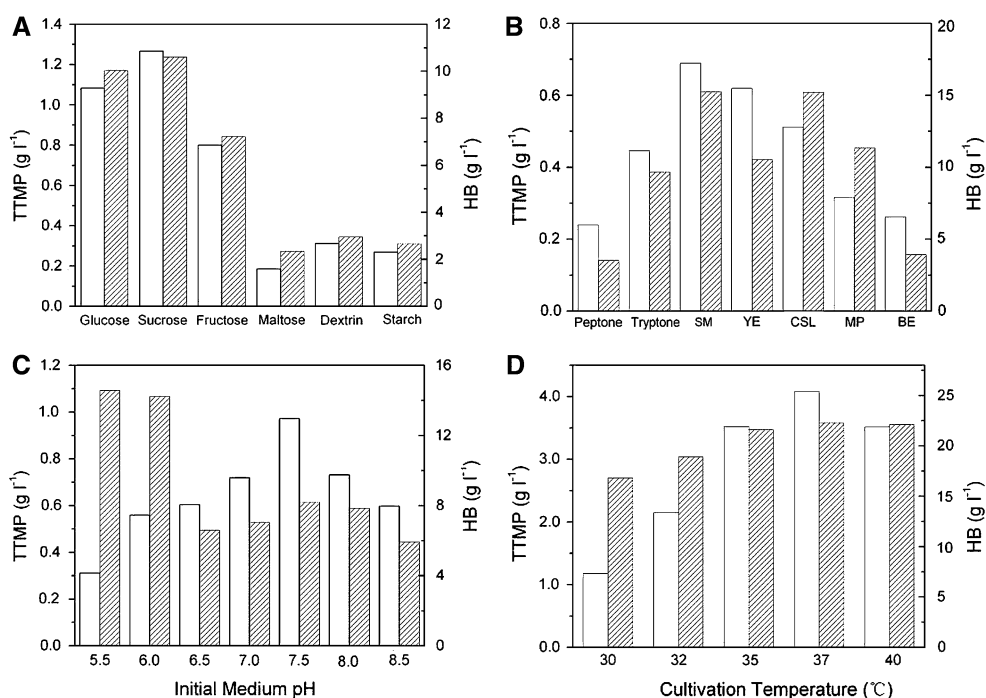 A
TTMP (g l⁻¹)
1.4
1.2
1.0
0.8
0.6
0.4
0.2
0.0
12
10
8
6
4
2
0
HB (g l⁻¹)
Glucose Sucrose Fructose Maltose Dextrin Starch
B
TTMP (g l⁻¹)
0.8
0.6
0.4
0.2
0.0
20
15
10
5
0
HB (g l⁻¹)
Peptone Tryptone SM YE CSL MP BE
C
TTMP (g l⁻¹)
1.2
1.0
0.8
0.6
0.4
0.2
0.0
16
12
8
4
0
HB (g l⁻¹)
5.5 6.0 6.5 7.0 7.5 8.0 8.5
Initial Medium pH
D
TTMP (g l⁻¹)
4.0
3.0
2.0
1.0
0.0
25
20
15
10
5
0
HB (g l⁻¹)
30 32 35 37 40
Cultivation Temperature (℃)